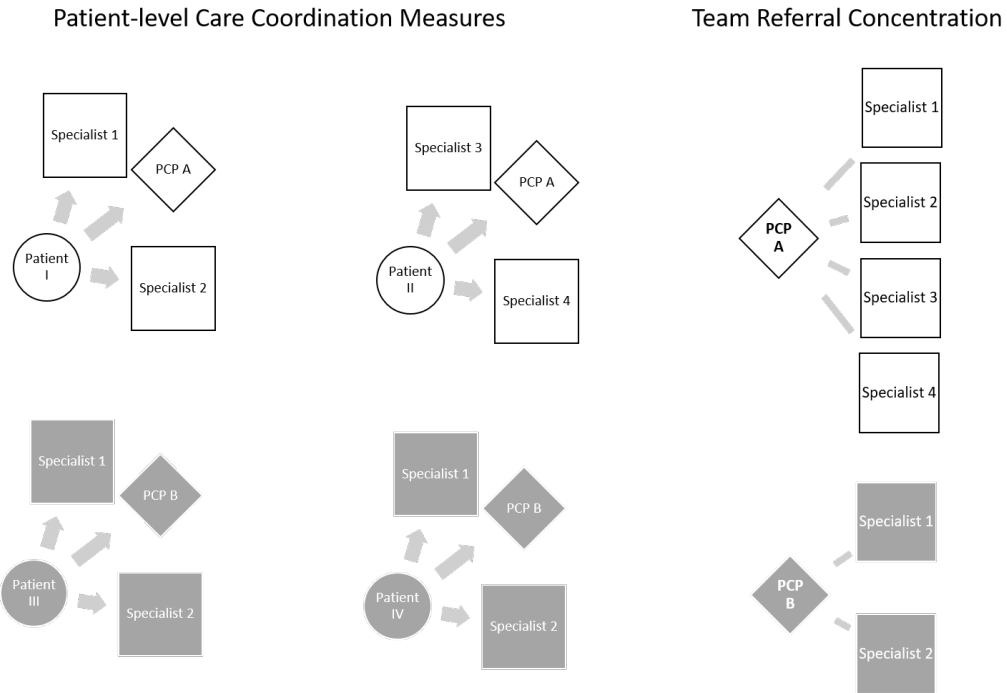 Patient-level Care Coordination Measures
Team Referral Concentration
Specialist 1
PCP A
Patient
I
Specialist 2
Specialist 3
PCP A
Patient
II
Specialist 4
PCP
A
Specialist 1
Specialist 2
Specialist 3
Specialist 4
Specialist 1
PCP B
Patient
III
Specialist 2
Specialist 1
PCP B
Patient
IV
Specialist 2
PCP
B
Specialist 1
Specialist 2